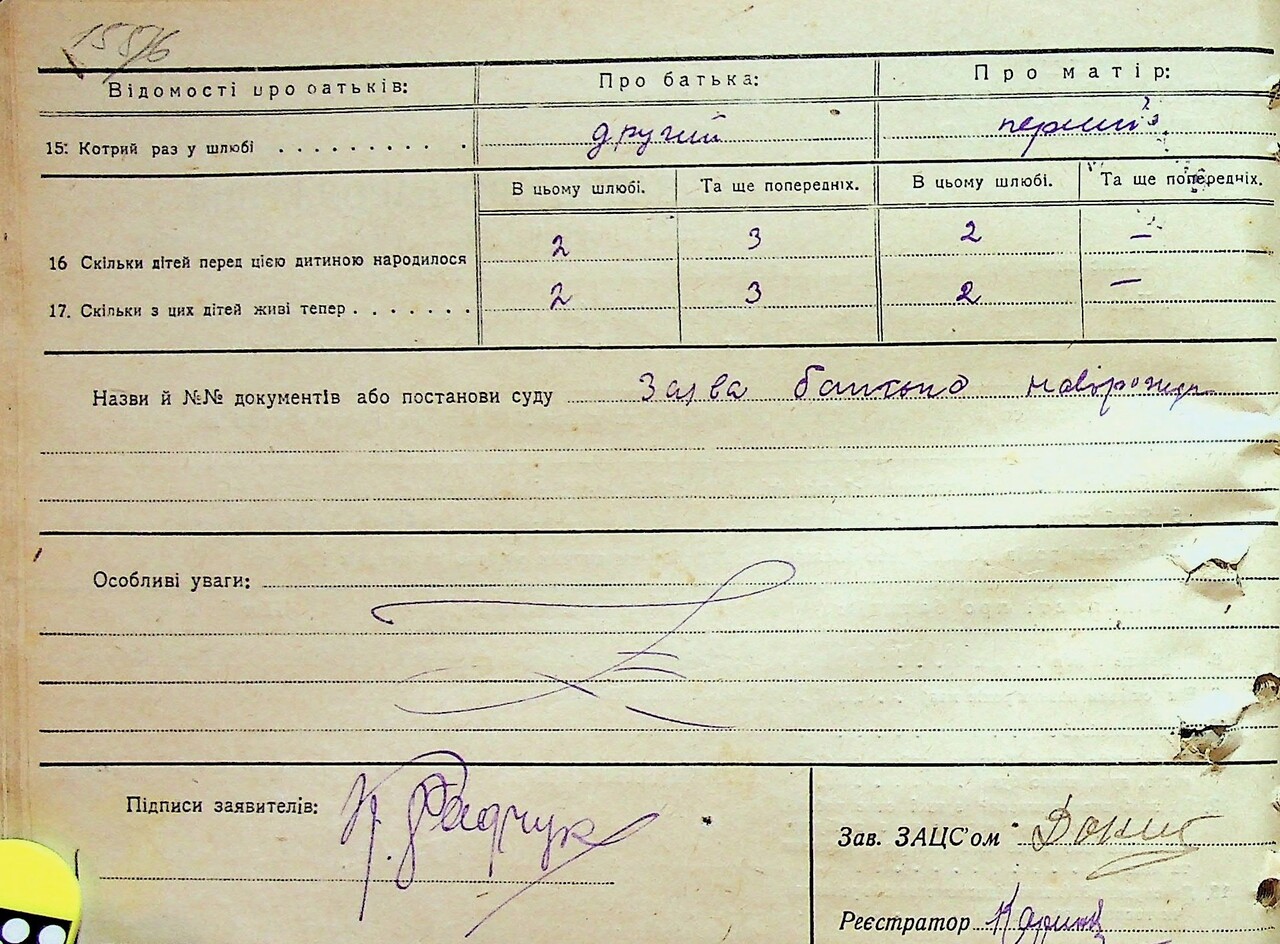 1556
Відомості про батьків: Про батька: Про матір:
15. Котрий раз у шлюбі . . . . . . . . . . другий перший
В цьому шлюбі. Та ще попередніх. В цьому шлюбі. Та ще попередніх.
16 Скільки дітей перед цією дитиною народилося 2 3 2 —
17. Скільки з цих дітей живі тепер . . . . . . . 2 3 2 —
Назви й №№ документів або постанови суду Заява
Особливі уваги:
Підписи заявителів: Радчук
Зав. ЗАЦС'ом
Реєстратор